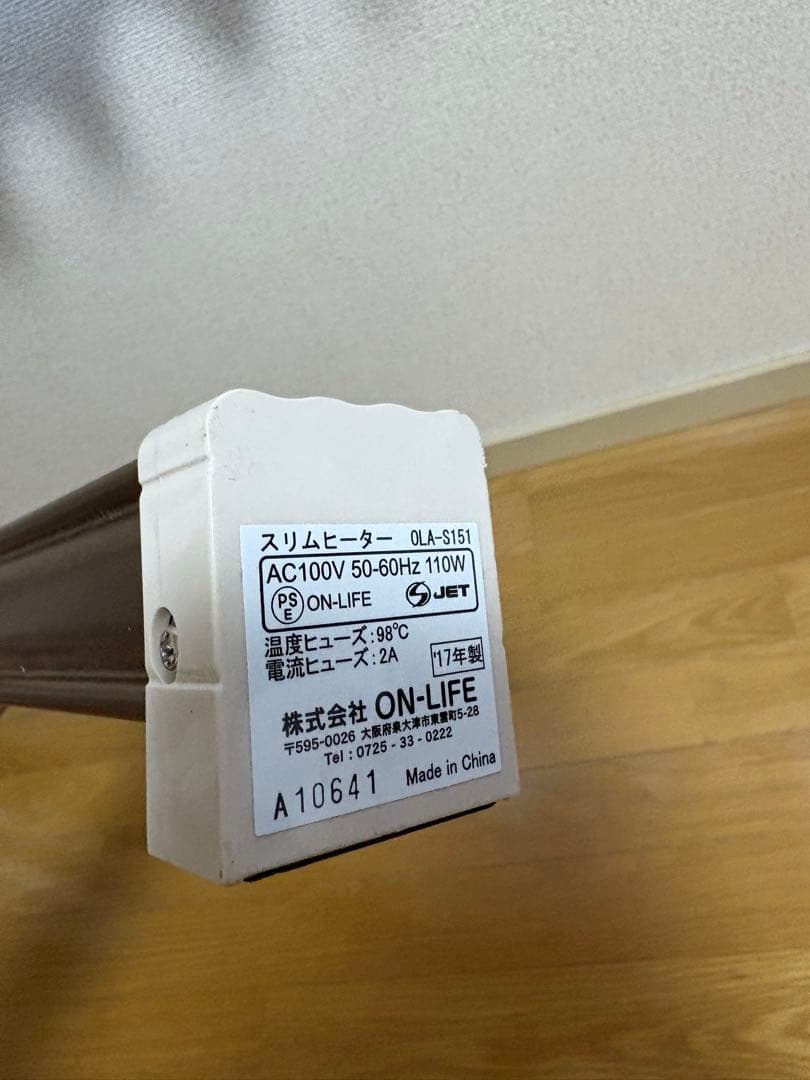 スリムヒーター OLA-S151
AC100V 50-60Hz 110W
PSE ON-LIFE JET
温度ヒューズ:98℃
電流ヒューズ:2A '17年製
株式会社 ON-LIFE
〒595-0026 大阪府泉大津市東雲町5-28
Tel : 0725 - 33 - 0222
A10641 Made in China